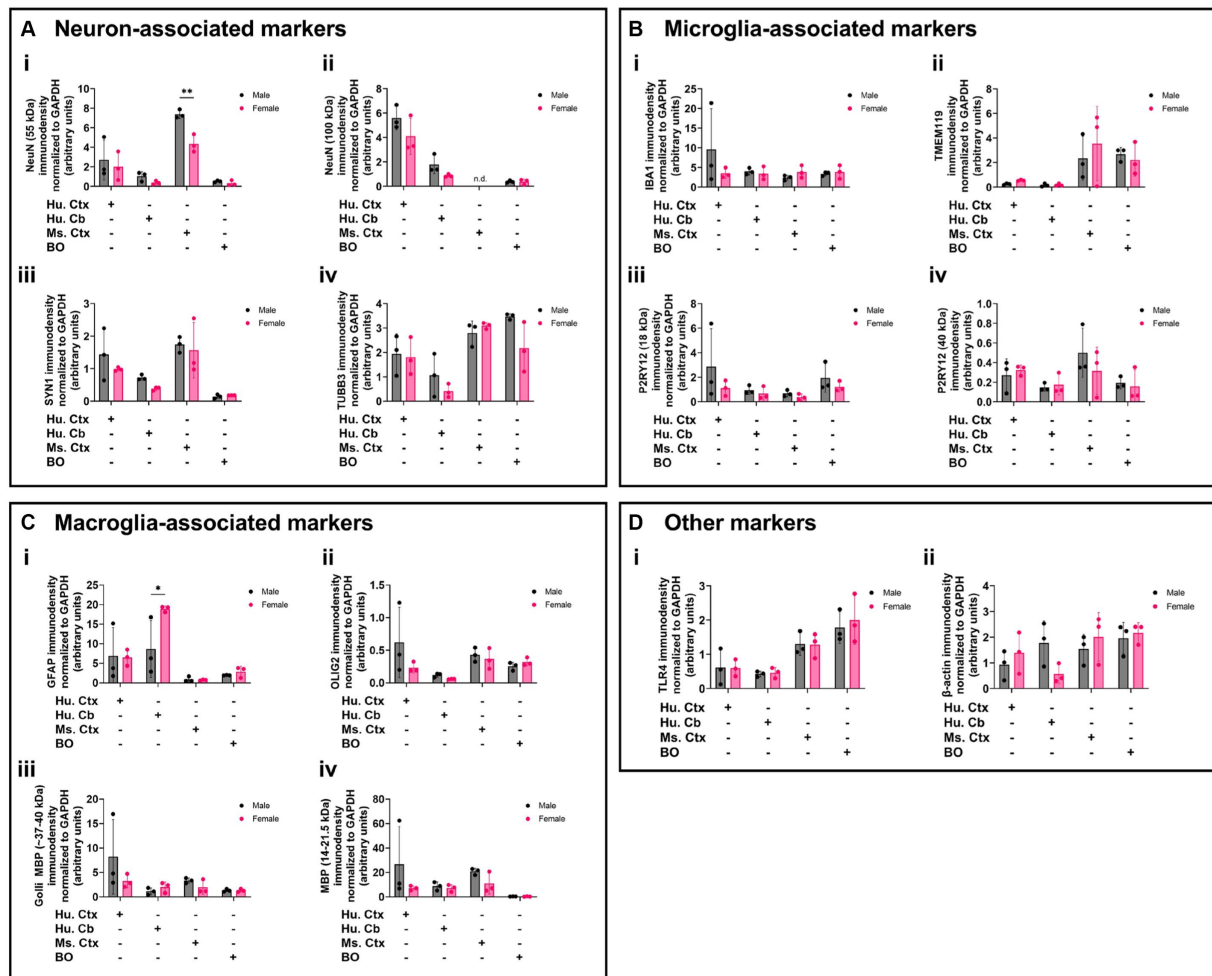 A Neuron-associated markers
i
NeuN (55 kDa)
immunodensity
normalized to GAPDH
(arbitrary units)
10
8
6
4
2
0
**
Male
Female
Hu. Ctx + - - -
Hu. Cb - + - -
Ms. Ctx - - + -
BO - - - +
ii
NeuN (100 kDa)
immunodensity
normalized to GAPDH
(arbitrary units)
8
6
4
2
0
n.d.
Male
Female
Hu. Ctx + - - -
Hu. Cb - + - -
Ms. Ctx - - + -
BO - - - +
iii
SYN1 immunodensity
normalized to GAPDH
(arbitrary units)
3
2
1
0
Male
Female
Hu. Ctx + - - -
Hu. Cb - + - -
Ms. Ctx - - + -
BO - - - +
iv
TUBB3 immunodensity
normalized to GAPDH
(arbitrary units)
4
3
2
1
0
Male
Female
Hu. Ctx + - - -
Hu. Cb - + - -
Ms. Ctx - - + -
BO - - - +
B Microglia-associated markers
i
IBA1 immunodensity
normalized to GAPDH
(arbitrary units)
25
20
15
10
5
0
Male
Female
Hu. Ctx + - - -
Hu. Cb - + - -
Ms. Ctx - - + -
BO - - - +
ii
TMEM119
immunodensity
normalized to GAPDH
(arbitrary units)
8
6
4
2
0
Male
Female
Hu. Ctx + - - -
Hu. Cb - + - -
Ms. Ctx - - + -
BO - - - +
iii
P2RY12 (18 kDa)
immunodensity
normalized to GAPDH
(arbitrary units)
8
6
4
2
0
Male
Female
Hu. Ctx + - - -
Hu. Cb - + - -
Ms. Ctx - - + -
BO - - - +
iv
P2RY12 (40 kDa)
immunodensity
normalized to GAPDH
(arbitrary units)
1.0
0.8
0.6
0.4
0.2
0.0
Male
Female
Hu. Ctx + - - -
Hu. Cb - + - -
Ms. Ctx - - + -
BO - - - +
C Macroglia-associated markers
i
GFAP immunodensity
normalized to GAPDH
(arbitrary units)
25
20
15
10
5
0
*
Male
Female
Hu. Ctx + - - -
Hu. Cb - + - -
Ms. Ctx - - + -
BO - - - +
ii
OLIG2 immunodensity
normalized to GAPDH
(arbitrary units)
1.5
1.0
0.5
0.0
Male
Female
Hu. Ctx + - - -
Hu. Cb - + - -
Ms. Ctx - - + -
BO - - - +
iii
Golli MBP (~37-40 kDa)
immunodensity
normalized to GAPDH
(arbitrary units)
20
15
10
5
0
Male
Female
Hu. Ctx + - - -
Hu. Cb - + - -
Ms. Ctx - - + -
BO - - - +
iv
MBP (14-21.5 kDa)
immunodensity
normalized to GAPDH
(arbitrary units)
80
60
40
20
0
Male
Female
Hu. Ctx + - - -
Hu. Cb - + - -
Ms. Ctx - - + -
BO - - - +
D Other markers
i
TLR4 immunodensity
normalized to GAPDH
(arbitrary units)
4
3
2
1
0
Male
Female
Hu. Ctx + - - -
Hu. Cb - + - -
Ms. Ctx - - + -
BO - - - +
ii
β-actin immunodensity
normalized to GAPDH
(arbitrary units)
4
3
2
1
0
Male
Female
Hu. Ctx + - - -
Hu. Cb - + - -
Ms. Ctx - - + -
BO - - - +